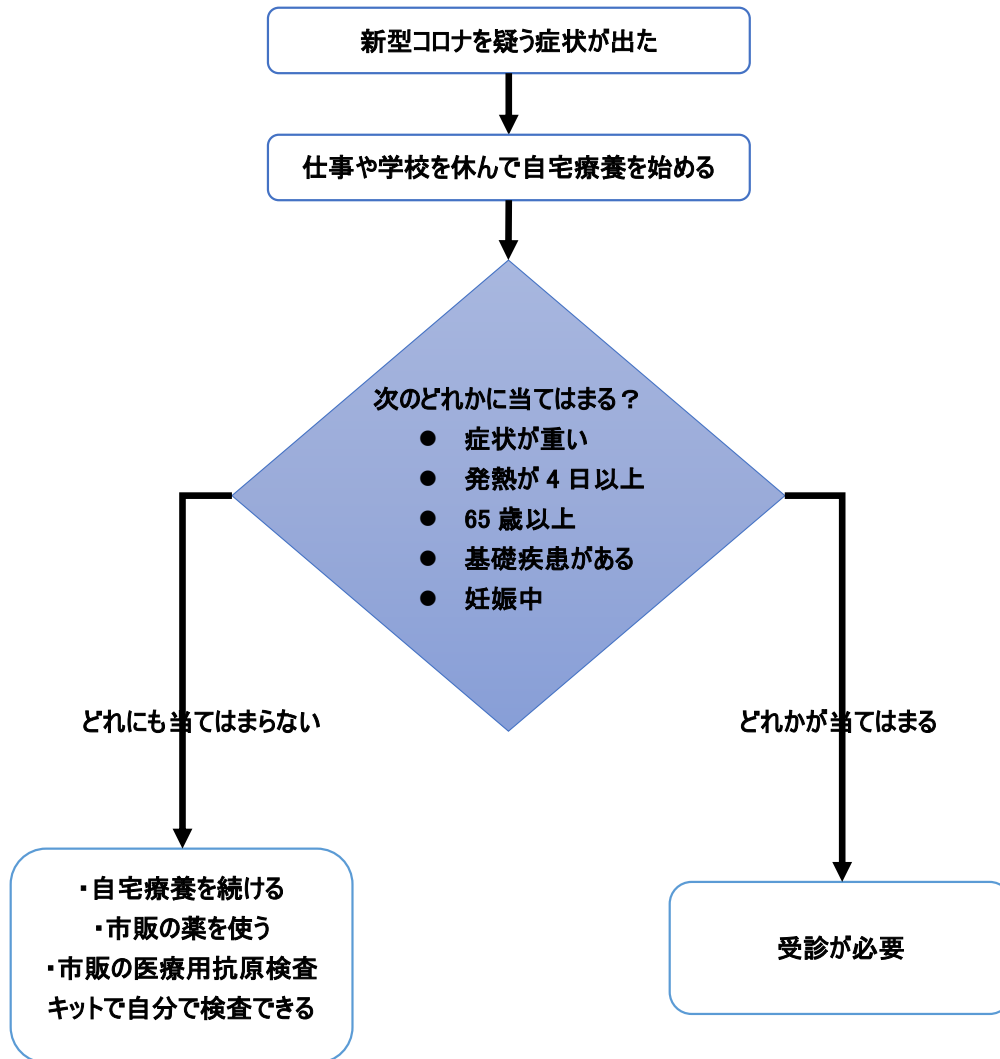 新型コロナを疑う症状が出た
仕事や学校を休んで自宅療養を始める
次のどれかに当てはまる？
● 症状が重い
● 発熱が 4 日以上
● 65 歳以上
● 基礎疾患がある
● 妊娠中
どれにも当てはまらない
どれかが当てはまる
・自宅療養を続ける
・市販の薬を使う
・市販の医療用抗原検査
キットで自分で検査できる
受診が必要